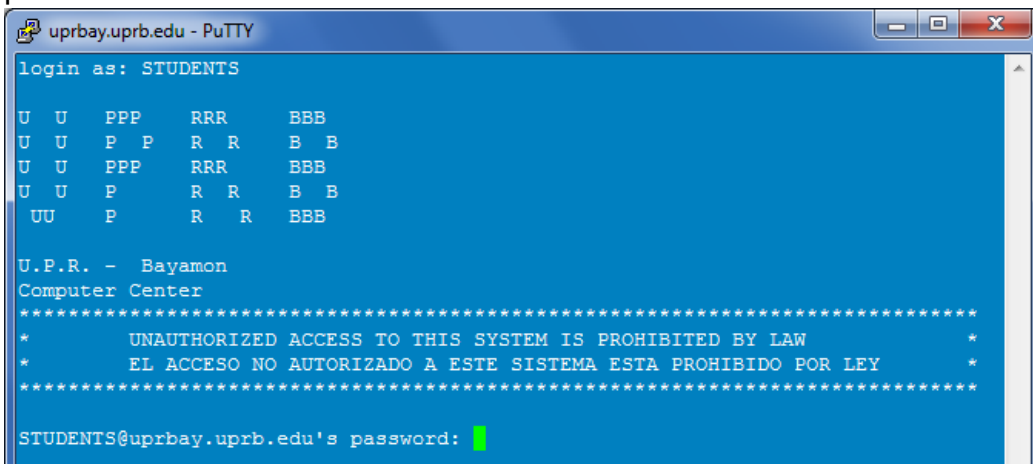 uprbay.uprb.edu - PuTTY
login as: STUDENTS
U  U   PPP    RRR     BBB
U  U   P  P   R  R    B  B
U  U   PPP    RRR     BBB
U  U   P      R  R    B  B
 UU    P      R   R   BBB
U.P.R. -  Bayamon
Computer Center
******************************************************************************
*        UNAUTHORIZED ACCESS TO THIS SYSTEM IS PROHIBITED BY LAW             *
*        EL ACCESO NO AUTORIZADO A ESTE SISTEMA ESTA PROHIBIDO POR LEY       *
******************************************************************************
STUDENTS@uprbay.uprb.edu's password: